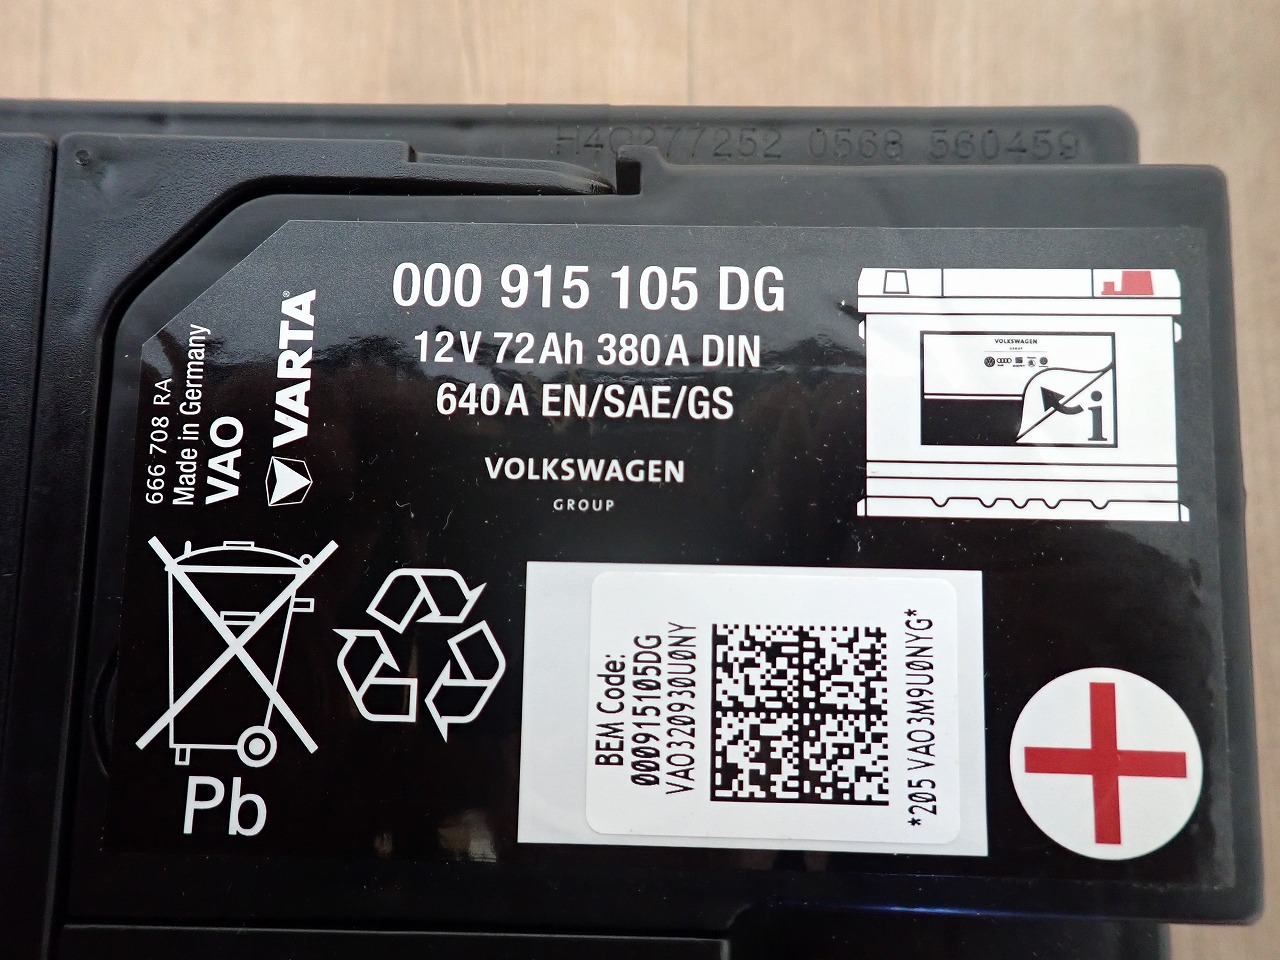 H4C277252 0568 560459
000 915 105 DG
12V 72Ah 380A DIN
640A EN/SAE/GS
VOLKSWAGEN
GROUP
666 708 RA
Made in Germany
VAO
VARTA®
VOLKSWAGEN
GROUP
i
Pb
BEM Code:
000915105DG
VAO320930U0NY
*205 VAO3M9U0NYG*